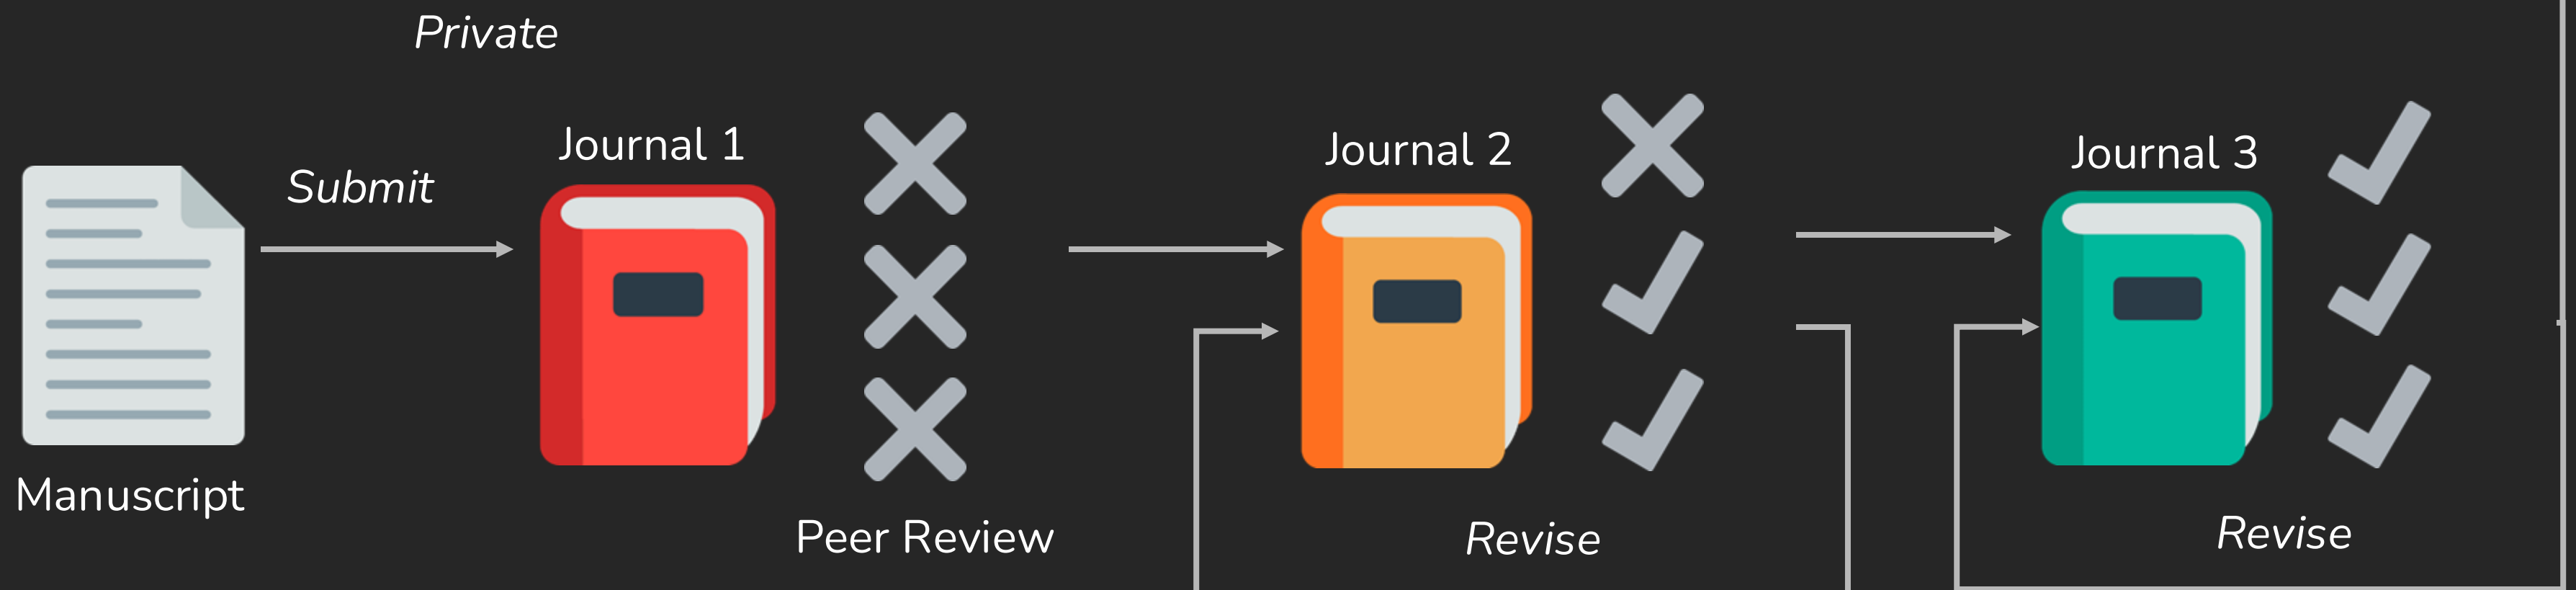 Private
Submit
Journal 1
Journal 2
Journal 3
Manuscript
Peer Review
Revise
Revise